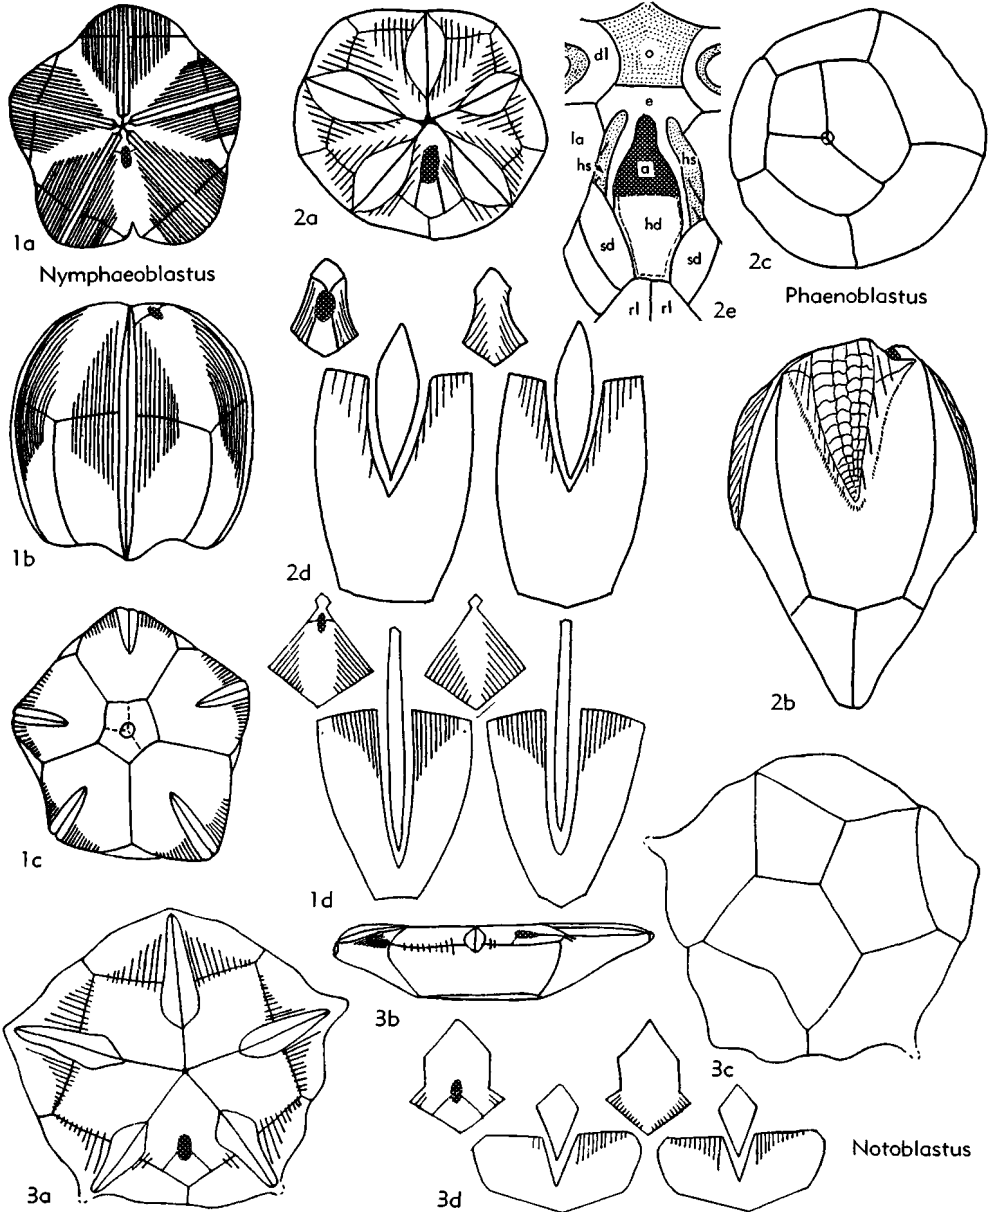 1a
Nymphaeoblastus
2a
dl
o
e
la
hs
a
hs
hd
sd
sd
rl
rl
2e
2c
Phaenoblastus
1b
2d
2b
1c
1d
3a
3b
3c
3d
Notoblastus